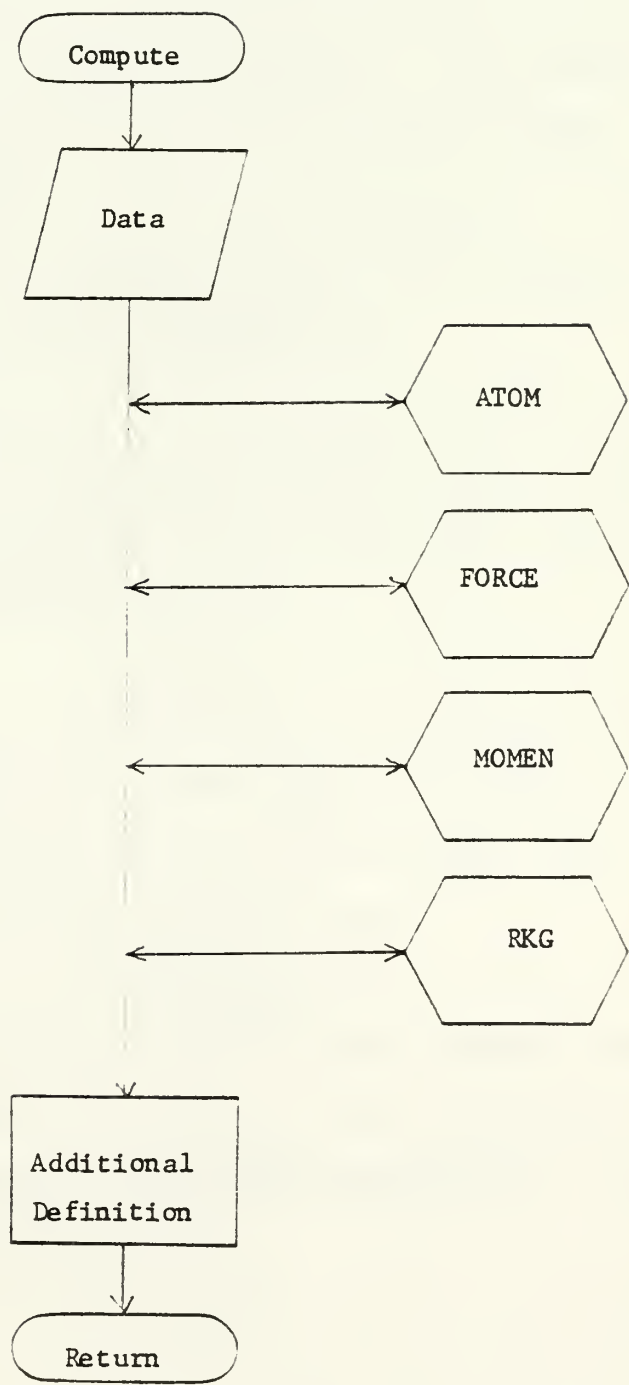 Compute
Data
ATOM
FORCE
MOMEN
RKG
Additional
Definition
Return